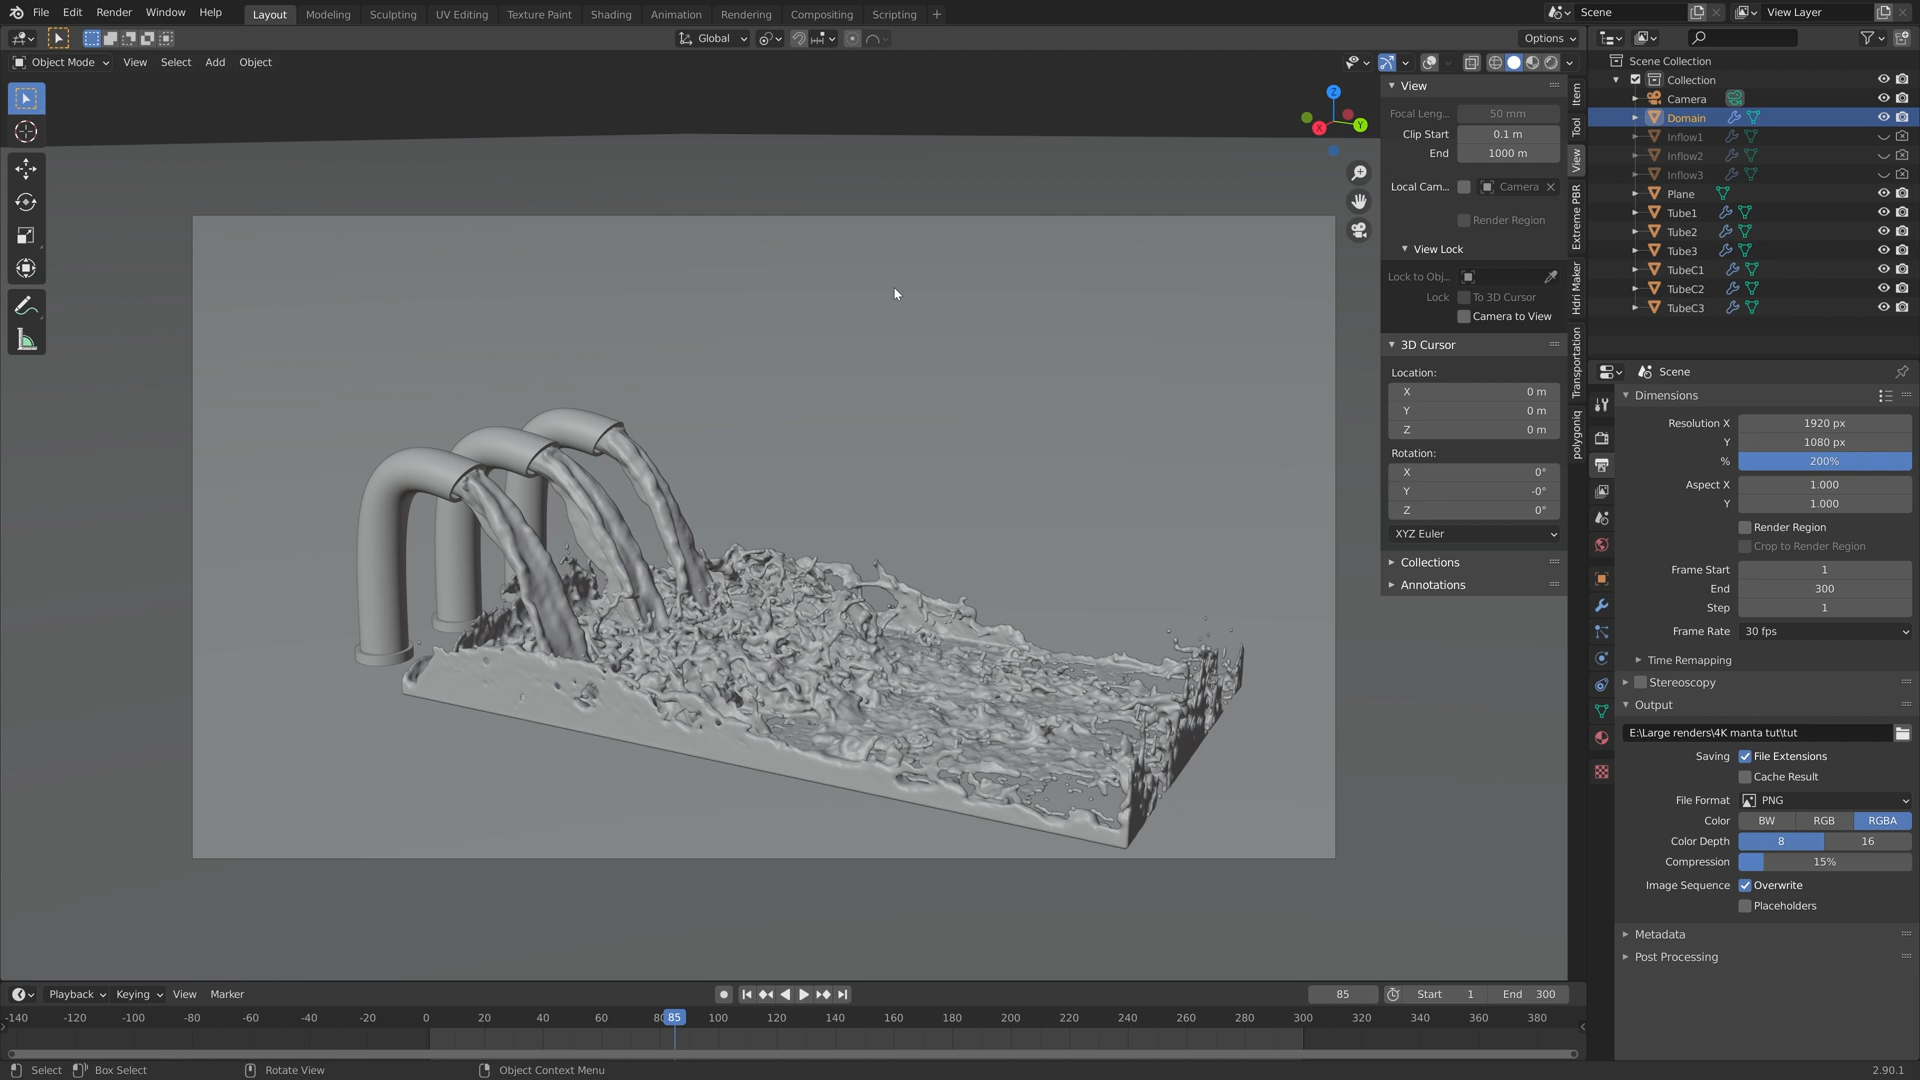 File Edit Render Window Help Layout Modeling Sculpting UV Editing Texture Paint Shading Animation Rendering Compositing Scripting + Scene View Layer
Global Options
Object Mode View Select Add Object
Z
X
Y
View
Focal Leng... 50 mm
Clip Start 0.1 m
End 1000 m
Local Cam... Camera
Render Region
View Lock
Lock to Obj...
Lock To 3D Cursor
Camera to View
3D Cursor
Location:
X 0 m
Y 0 m
Z 0 m
Rotation:
X 0°
Y -0°
Z 0°
XYZ Euler
Collections
Annotations
Item
Tool
View
Extreme PBR
Hdri Maker
Transportation
polygoniq
Scene Collection
Collection
Camera
Domain
Inflow1
Inflow2
Inflow3
Plane
Tube1
Tube2
Tube3
TubeC1
TubeC2
TubeC3
Scene
Dimensions
Resolution X 1920 px
Y 1080 px
% 200%
Aspect X 1.000
Y 1.000
Render Region
Crop to Render Region
Frame Start 1
End 300
Step 1
Frame Rate 30 fps
Time Remapping
Stereoscopy
Output
E:\Large renders\4K manta tut\tut
Saving File Extensions
Cache Result
File Format PNG
Color BW RGB RGBA
Color Depth 8 16
Compression 15%
Image Sequence Overwrite
Placeholders
Metadata
Post Processing
Playback Keying View Marker 85 Start 1 End 300
-140 -120 -100 -80 -60 -40 -20 0 20 40 60 80 85 100 120 140 160 180 200 220 240 260 280 300 320 340 360 380
Select Box Select Rotate View Object Context Menu 2.90.1